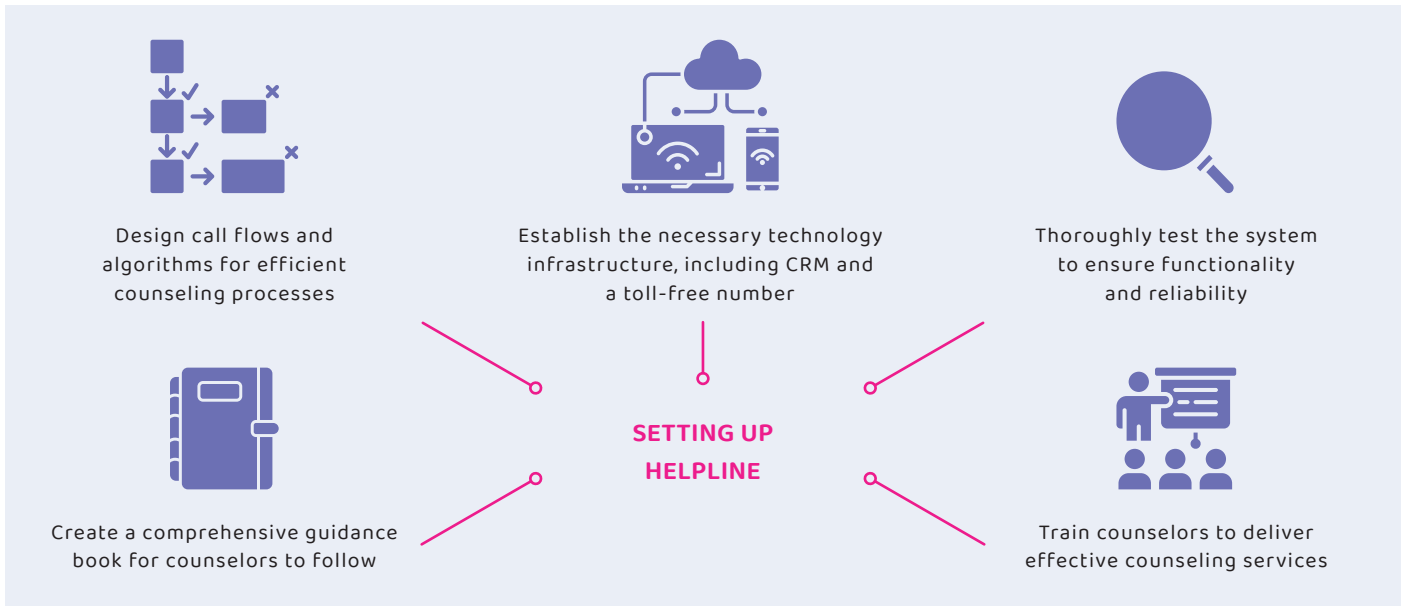 Design call flows and
algorithms for efficient
counseling processes
Establish the necessary technology
infrastructure, including CRM and
a toll-free number
Thoroughly test the system
to ensure functionality
and reliability
SETTING UP
HELPLINE
Create a comprehensive guidance
book for counselors to follow
Train counselors to deliver
effective counseling services